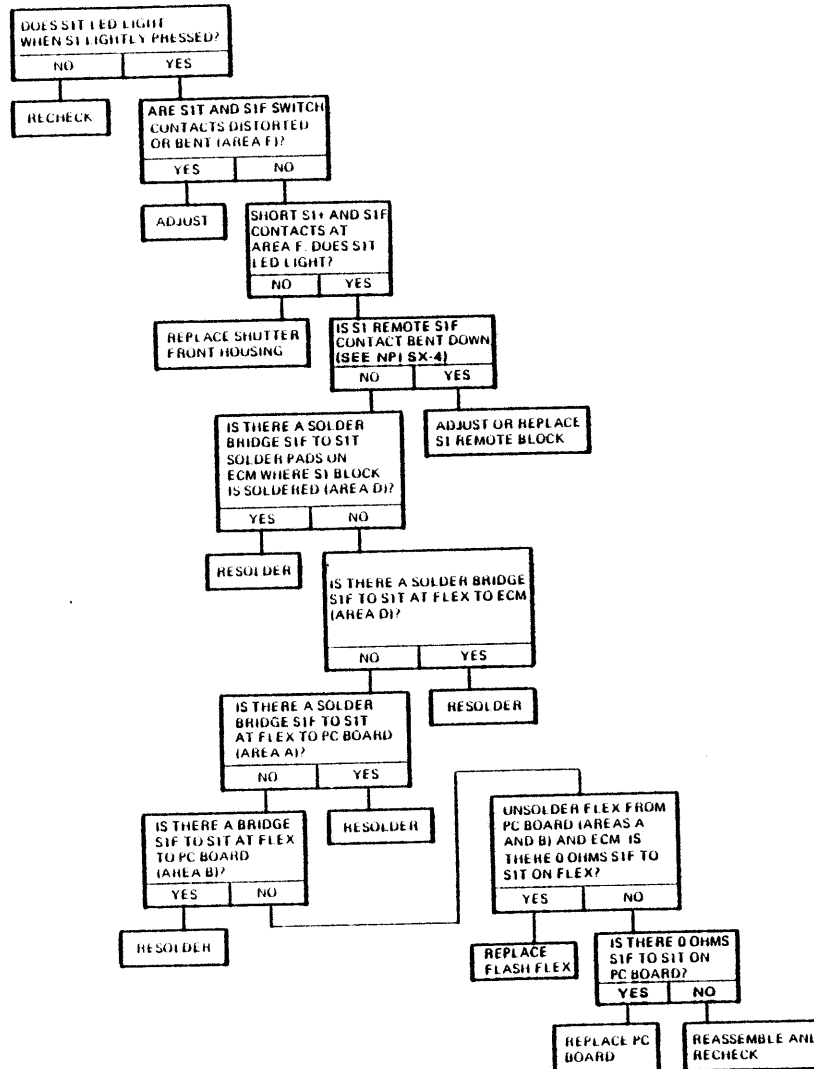 DOES S1T LED LIGHT
WHEN S1 LIGHTLY PRESSED?
NO YES
RECHECK
ARE S1T AND S1F SWITCH
CONTACTS DISTORTED
OR BENT (AREA F)?
YES NO
ADJUST
SHORT S1+ AND S1F
CONTACTS AT
AREA F. DOES S1T
LED LIGHT?
NO YES
REPLACE SHUTTER
FRONT HOUSING
IS S1 REMOTE S1F
CONTACT BENT DOWN
(SEE NPI SX-4)
NO YES
ADJUST OR REPLACE
S1 REMOTE BLOCK
IS THERE A SOLDER
BRIDGE S1F TO S1T
SOLDER PADS ON
ECM WHERE S1 BLOCK
IS SOLDERED (AREA D)?
YES NO
RESOLDER
IS THERE A SOLDER BRIDGE
S1F TO S1T AT FLEX TO ECM
(AREA D)?
NO YES
RESOLDER
IS THERE A SOLDER
BRIDGE S1F TO S1T
AT FLEX TO PC BOARD
(AREA A)?
NO YES
RESOLDER
IS THERE A BRIDGE
S1F TO S1T AT FLEX
TO PC BOARD
(AREA B)?
YES NO
RESOLDER
UNSOLDER FLEX FROM
PC BOARD (AREAS A
AND B) AND ECM IS
THERE 0 OHMS S1F TO
S1T ON FLEX?
YES NO
REPLACE
FLASH FLEX
IS THERE 0 OHMS
S1F TO S1T ON
PC BOARD?
YES NO
REPLACE PC
BOARD
REASSEMBLE AND
RECHECK